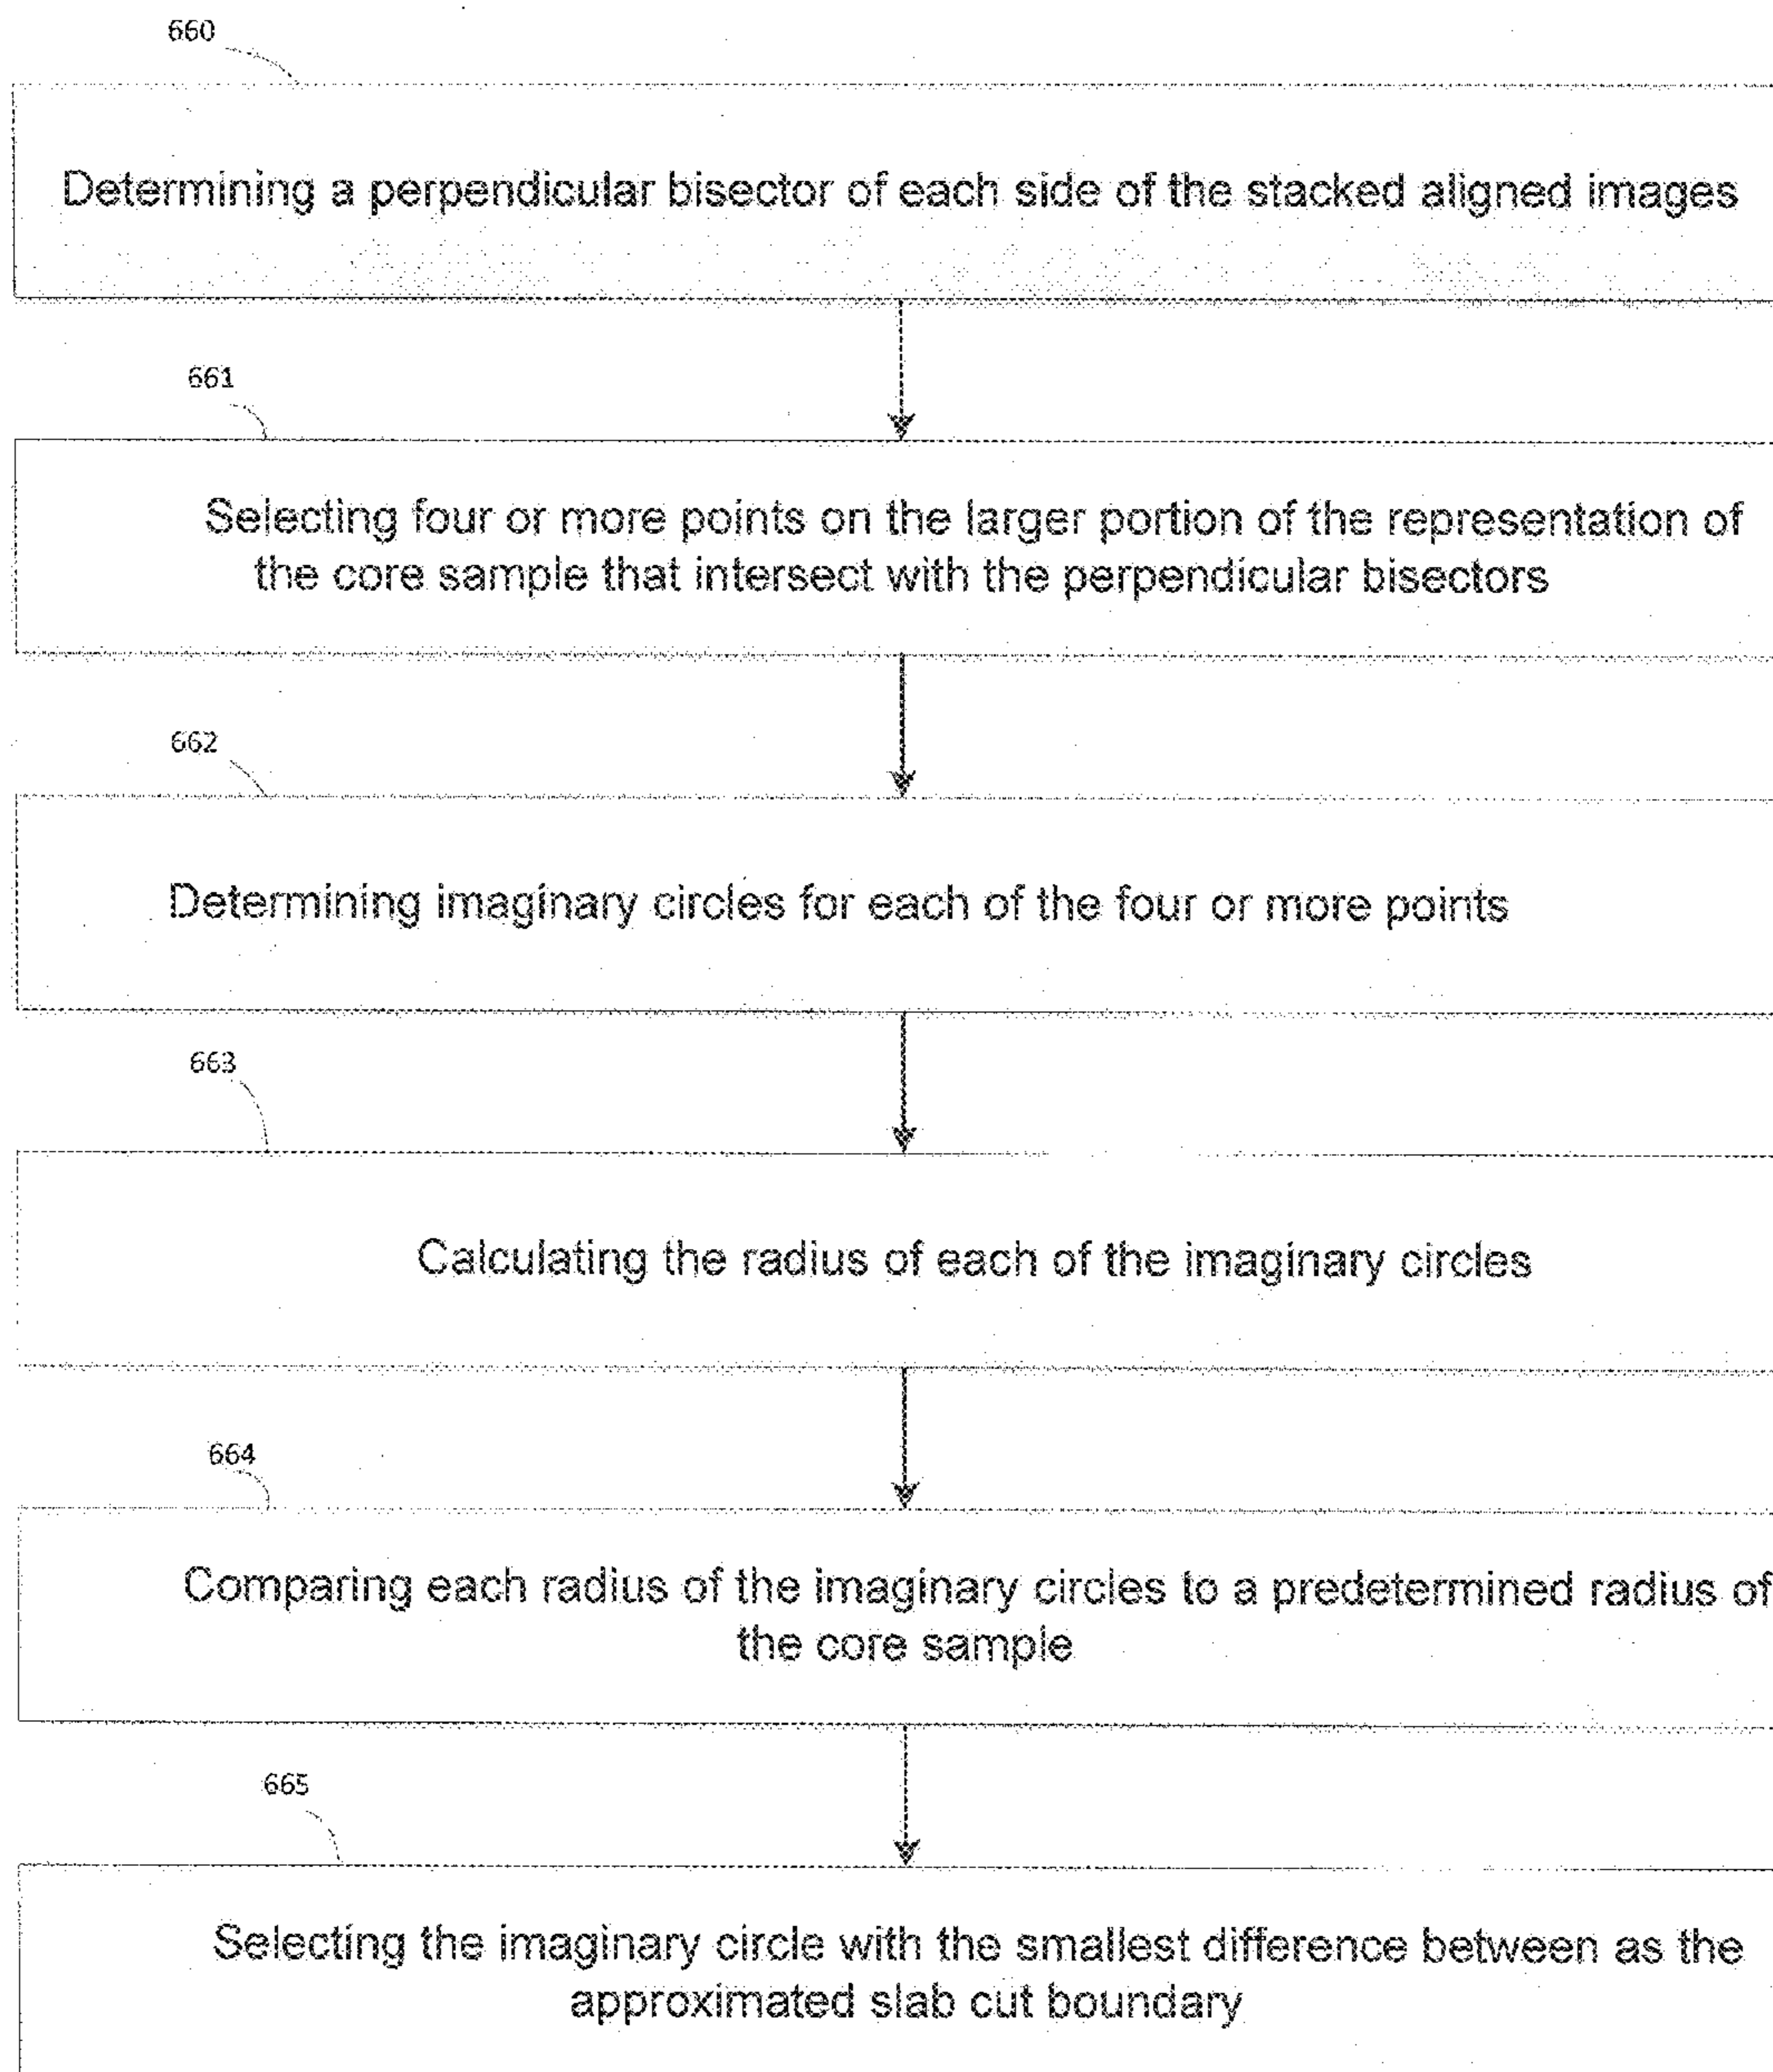 660
Determining a perpendicular bisector of each side of the stacked aligned images
661
Selecting four or more points on the larger portion of the representation of
the core sample that intersect with the perpendicular bisectors
662
Determining imaginary circles for each of the four or more points
663
Calculating the radius of each of the imaginary circles
664
Comparing each radius of the imaginary circles to a predetermined radius of
the core sample
665
Selecting the imaginary circle with the smallest difference between as the
approximated slab cut boundary